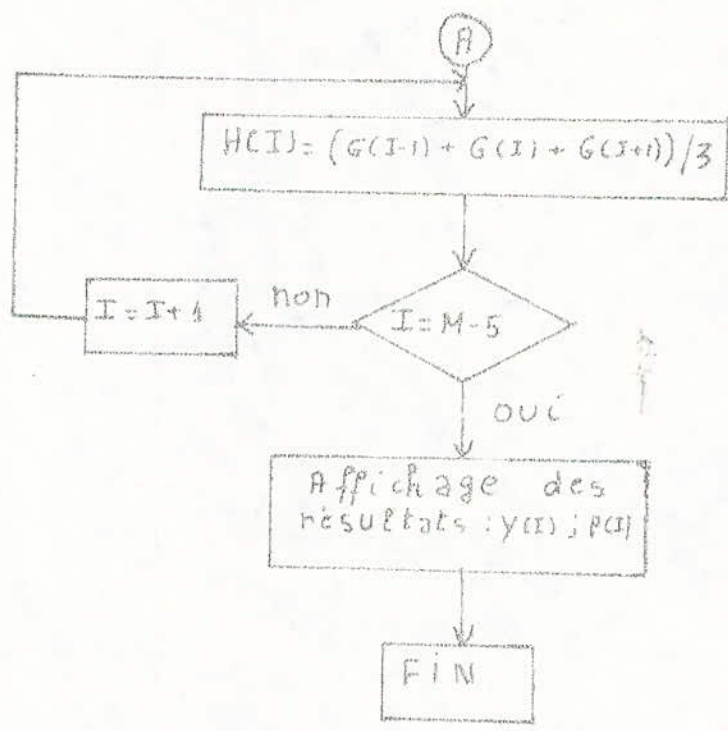 A
H(I) = (G(I-1) + G(I) + G(I+1))/3
I = I + 1
non
I = M - 5
oui
Affichage des
résultats : Y(I) ; P(I)
FIN